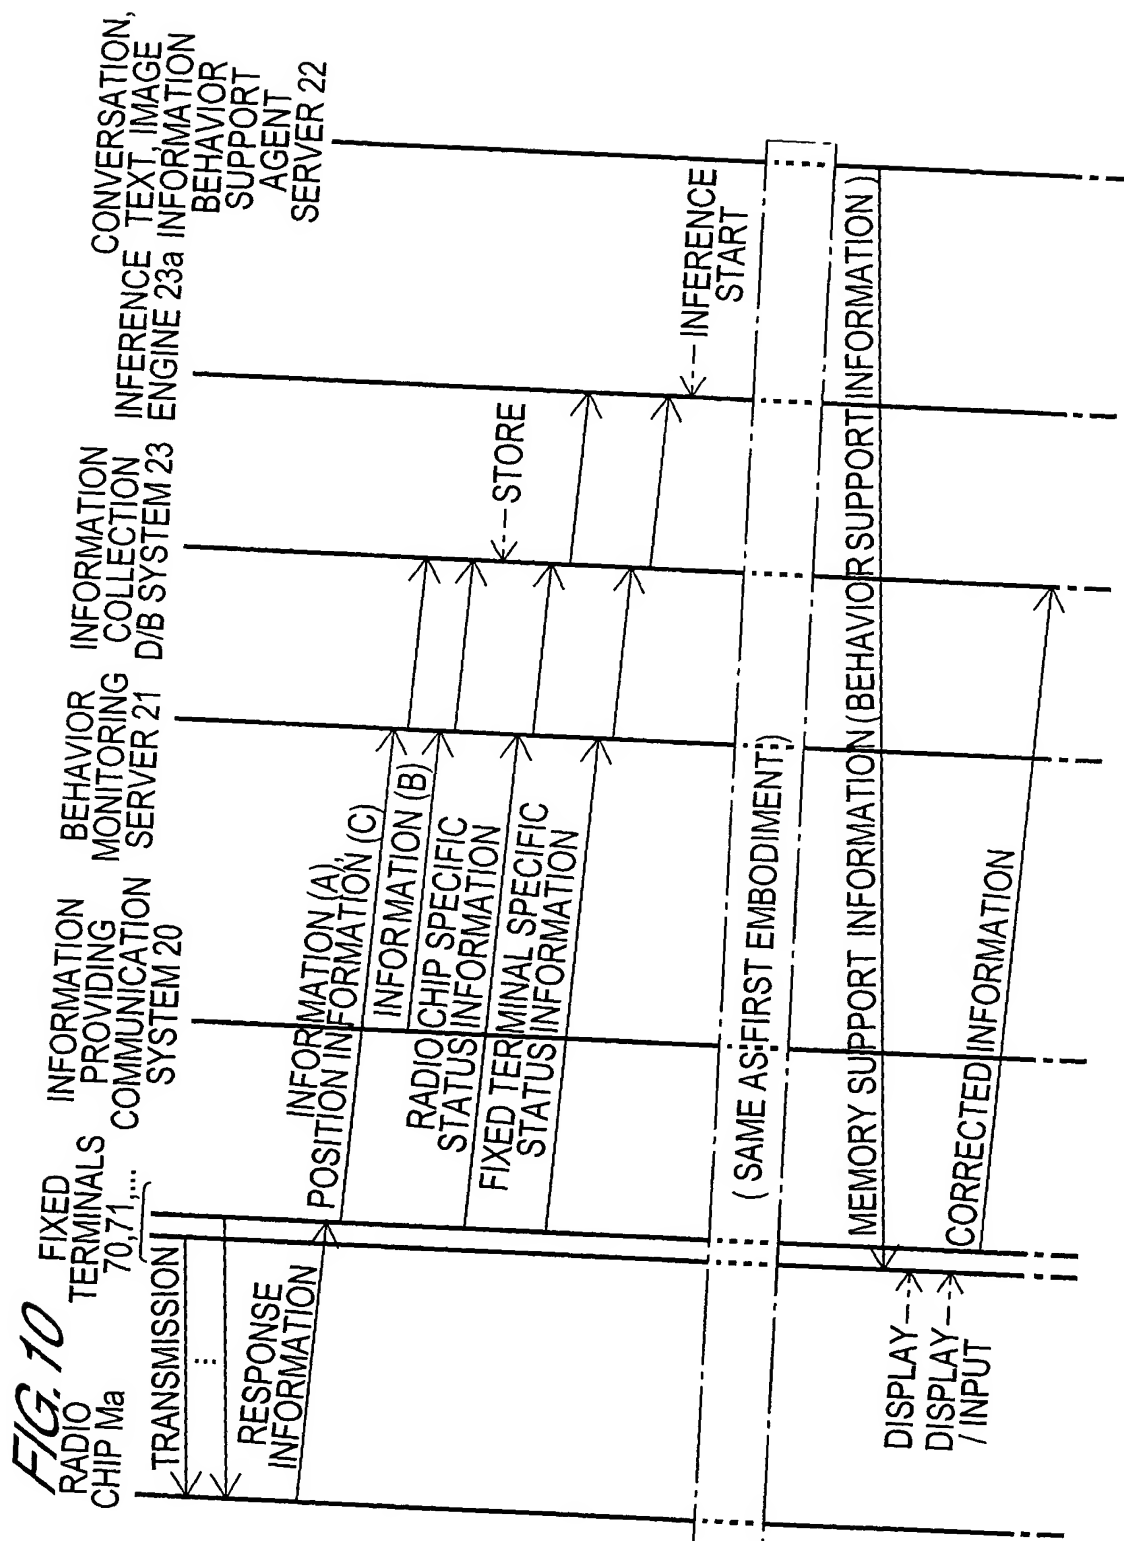 FIG. 10
RADIO
CHIP Ma
FIXED
TERMINALS
70,71,...
INFORMATION
PROVIDING
COMMUNICATION
SYSTEM 20
BEHAVIOR
MONITORING
SERVER 21
INFORMATION
COLLECTION
D/B SYSTEM 23
INFERENCE
ENGINE 23a
CONVERSATION,
TEXT, IMAGE
INFORMATION
BEHAVIOR
SUPPORT
AGENT
SERVER 22
TRANSMISSION
...
RESPONSE
INFORMATION
INFORMATION (A),
POSITION INFORMATION (C)
INFORMATION (B)
RADIO CHIP SPECIFIC
STATUS INFORMATION
FIXED TERMINAL SPECIFIC
STATUS INFORMATION
STORE
INFERENCE
START
( SAME AS FIRST EMBODIMENT )
MEMORY SUPPORT INFORMATION ( BEHAVIOR SUPPORT INFORMATION )
DISPLAY
DISPLAY
/ INPUT
CORRECTED INFORMATION